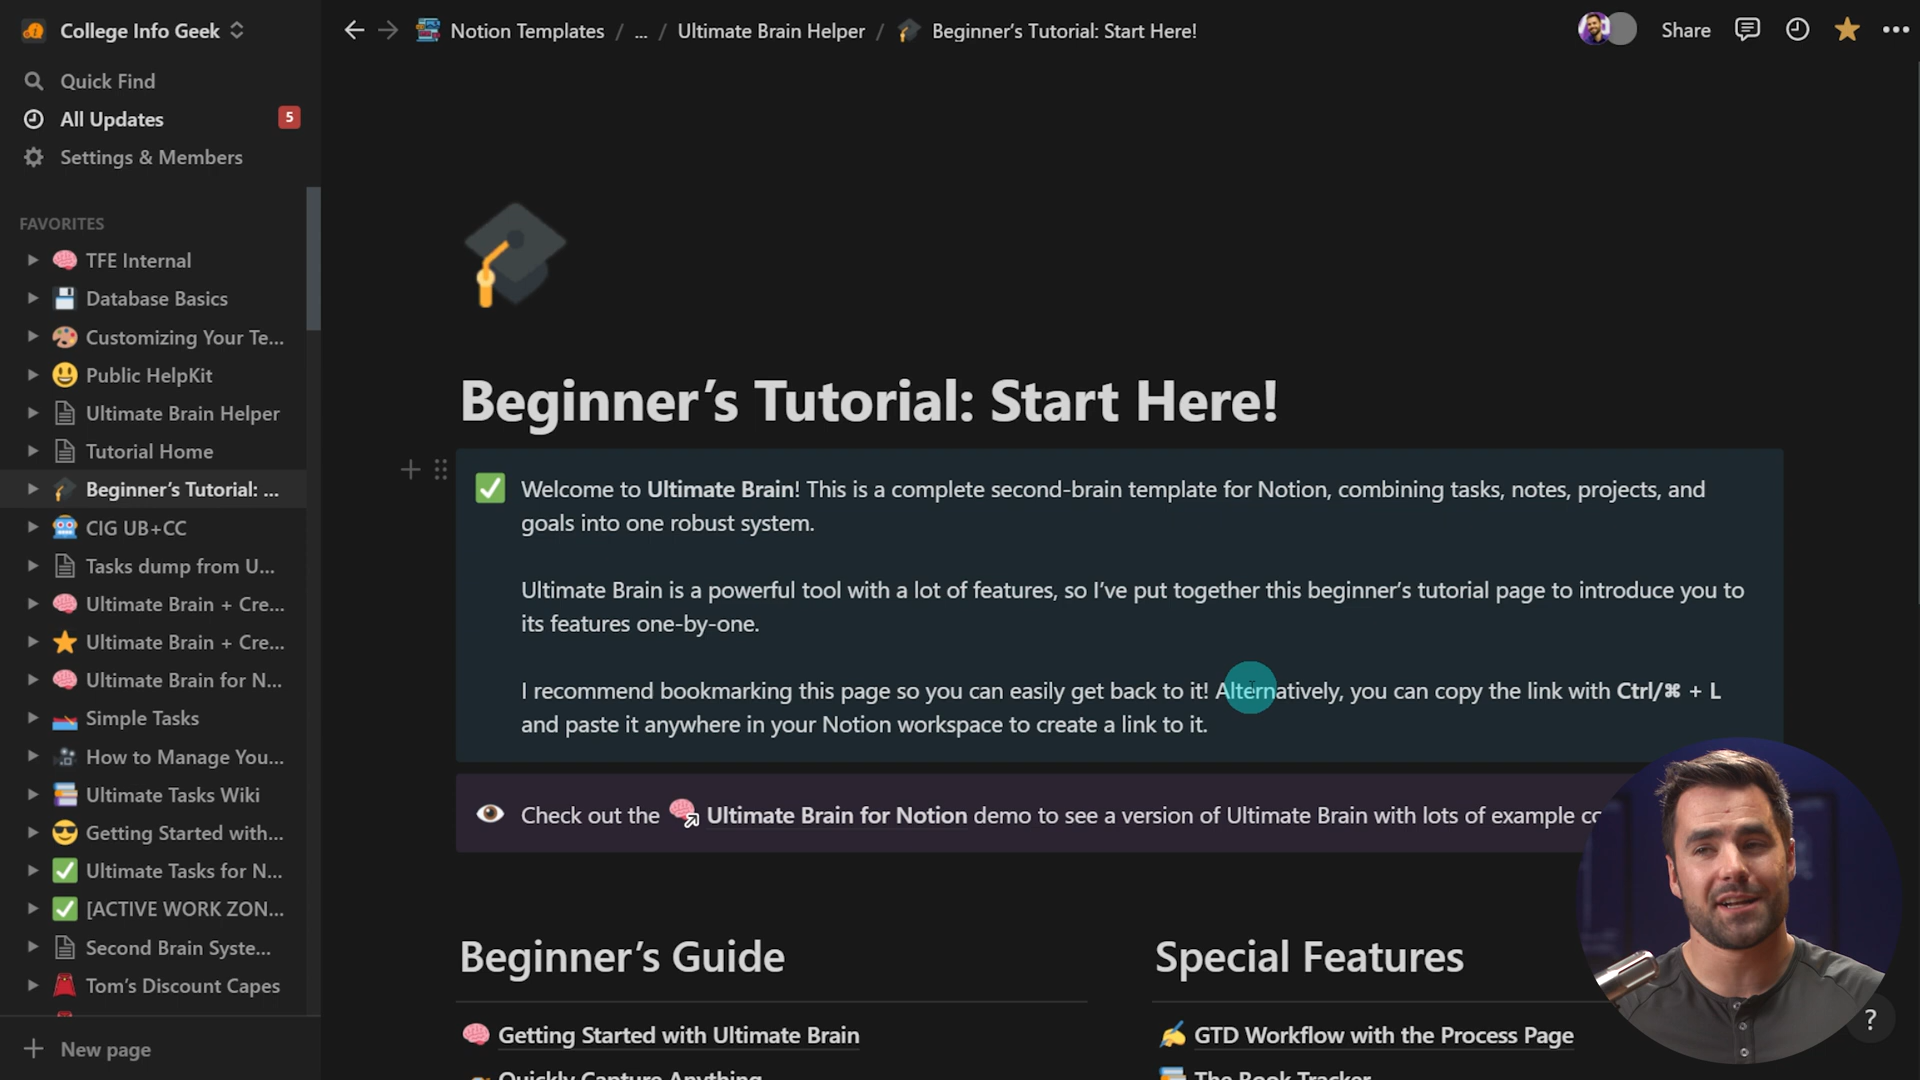 College Info Geek
Notion Templates / ... / Ultimate Brain Helper / Beginner's Tutorial: Start Here!
Share
Quick Find
All Updates 5
Settings & Members
FAVORITES
TFE Internal
Database Basics
Customizing Your Te...
Public HelpKit
Ultimate Brain Helper
Tutorial Home
Beginner's Tutorial: ...
CIG UB+CC
Tasks dump from U...
Ultimate Brain + Cre...
Ultimate Brain + Cre...
Ultimate Brain for N...
Simple Tasks
How to Manage You...
Ultimate Tasks Wiki
Getting Started with...
Ultimate Tasks for N...
[ACTIVE WORK ZON...
Second Brain Syste...
Tom's Discount Capes
New page
Beginner's Tutorial: Start Here!
Welcome to Ultimate Brain! This is a complete second-brain template for Notion, combining tasks, notes, projects, and
goals into one robust system.
Ultimate Brain is a powerful tool with a lot of features, so I've put together this beginner's tutorial page to introduce you to
its features one-by-one.
I recommend bookmarking this page so you can easily get back to it! Alternatively, you can copy the link with Ctrl/⌘ + L
and paste it anywhere in your Notion workspace to create a link to it.
Check out the Ultimate Brain for Notion demo to see a version of Ultimate Brain with lots of example
Beginner's Guide
Getting Started with Ultimate Brain
Quickly Capture Anything
Special Features
GTD Workflow with the Process Page
The Book Tracker
?